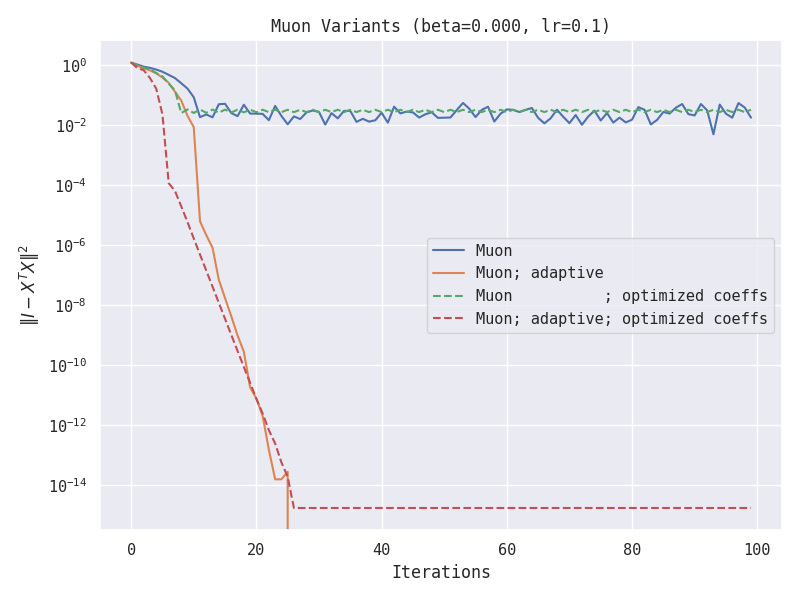 Muon Variants (beta=0.000, lr=0.1)
10^0
10^-2
10^-4
10^-6
10^-8
10^-10
10^-12
10^-14
‖I − X^T X‖^2
Muon
Muon; adaptive
Muon          ; optimized coeffs
Muon; adaptive; optimized coeffs
0 20 40 60 80 100
Iterations